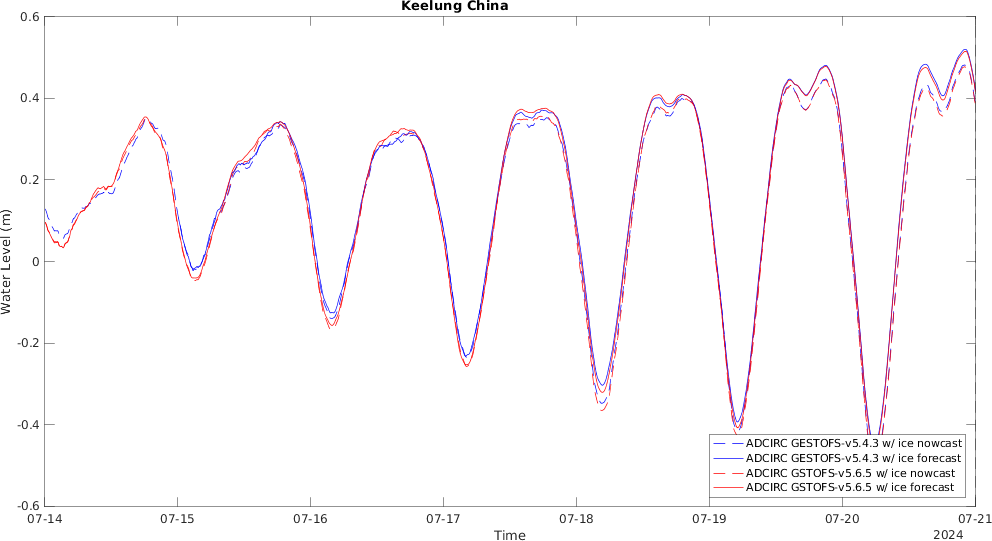 Keelung China
0.6
0.4
0.2
0
-0.2
-0.4
-0.6
Water Level (m)
ADCIRC GESTOFS-v5.4.3 w/ ice nowcast
ADCIRC GESTOFS-v5.4.3 w/ ice forecast
ADCIRC GSTOFS-v5.6.5 w/ ice nowcast
ADCIRC GSTOFS-v5.6.5 w/ ice forecast
07-14 07-15 07-16 07-17 07-18 07-19 07-20 07-21
Time
2024